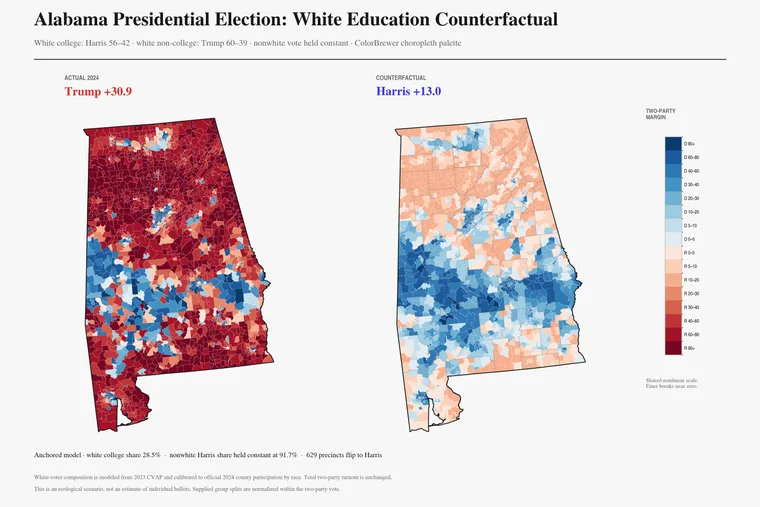 Alabama Presidential Election: White Education Counterfactual
White college: Harris 56–42 · white non-college: Trump 60–39 · nonwhite vote held constant · ColorBrewer choropleth palette
ACTUAL 2024
Trump +30.9
COUNTERFACTUAL
Harris +13.0
TWO-PARTY
MARGIN
D 80+
D 60–80
D 40–60
D 30–40
D 20–30
D 10–20
D 5–10
D 0–5
R 0–5
R 5–10
R 10–20
R 20–30
R 30–40
R 40–60
R 60–80
R 80+
Shared nonlinear scale.
Finer breaks near zero.
Anchored model · white college share 28.5% · nonwhite Harris share held constant at 91.7% · 629 precincts flip to Harris
White-voter composition is modeled from 2023 CVAP and calibrated to official 2024 county participation by race. Total two-party turnout is unchanged.
This is an ecological scenario, not an estimate of individual ballots. Supplied group splits are normalized within the two-party vote.